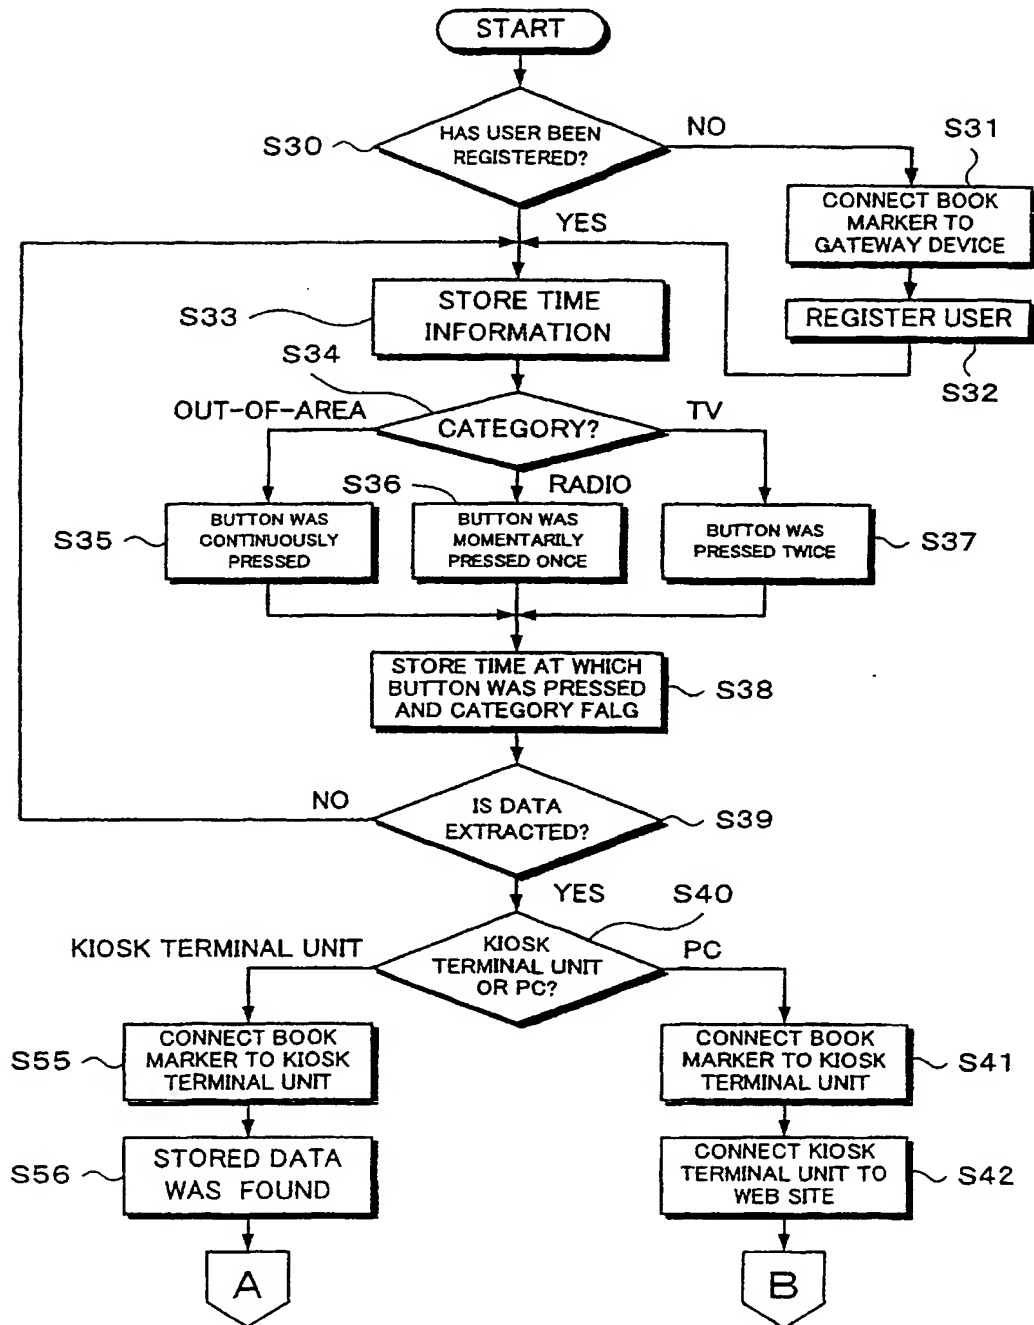 START
S30
HAS USER BEEN
REGISTERED?
NO
S31
CONNECT BOOK
MARKER TO
GATEWAY DEVICE
YES
REGISTER USER
S32
S33
STORE TIME
INFORMATION
S34
OUT-OF-AREA
CATEGORY?
TV
S36
RADIO
S35
BUTTON WAS
CONTINUOUSLY
PRESSED
BUTTON WAS
MOMENTARILY
PRESSED ONCE
BUTTON WAS
PRESSED TWICE
S37
STORE TIME AT WHICH
BUTTON WAS PRESSED
AND CATEGORY FALG
S38
NO
IS DATA
EXTRACTED?
S39
YES
S40
KIOSK TERMINAL UNIT
KIOSK
TERMINAL UNIT
OR PC?
PC
S55
CONNECT BOOK
MARKER TO KIOSK
TERMINAL UNIT
CONNECT BOOK
MARKER TO KIOSK
TERMINAL UNIT
S41
S56
STORED DATA
WAS FOUND
CONNECT KIOSK
TERMINAL UNIT TO
WEB SITE
S42
A
B